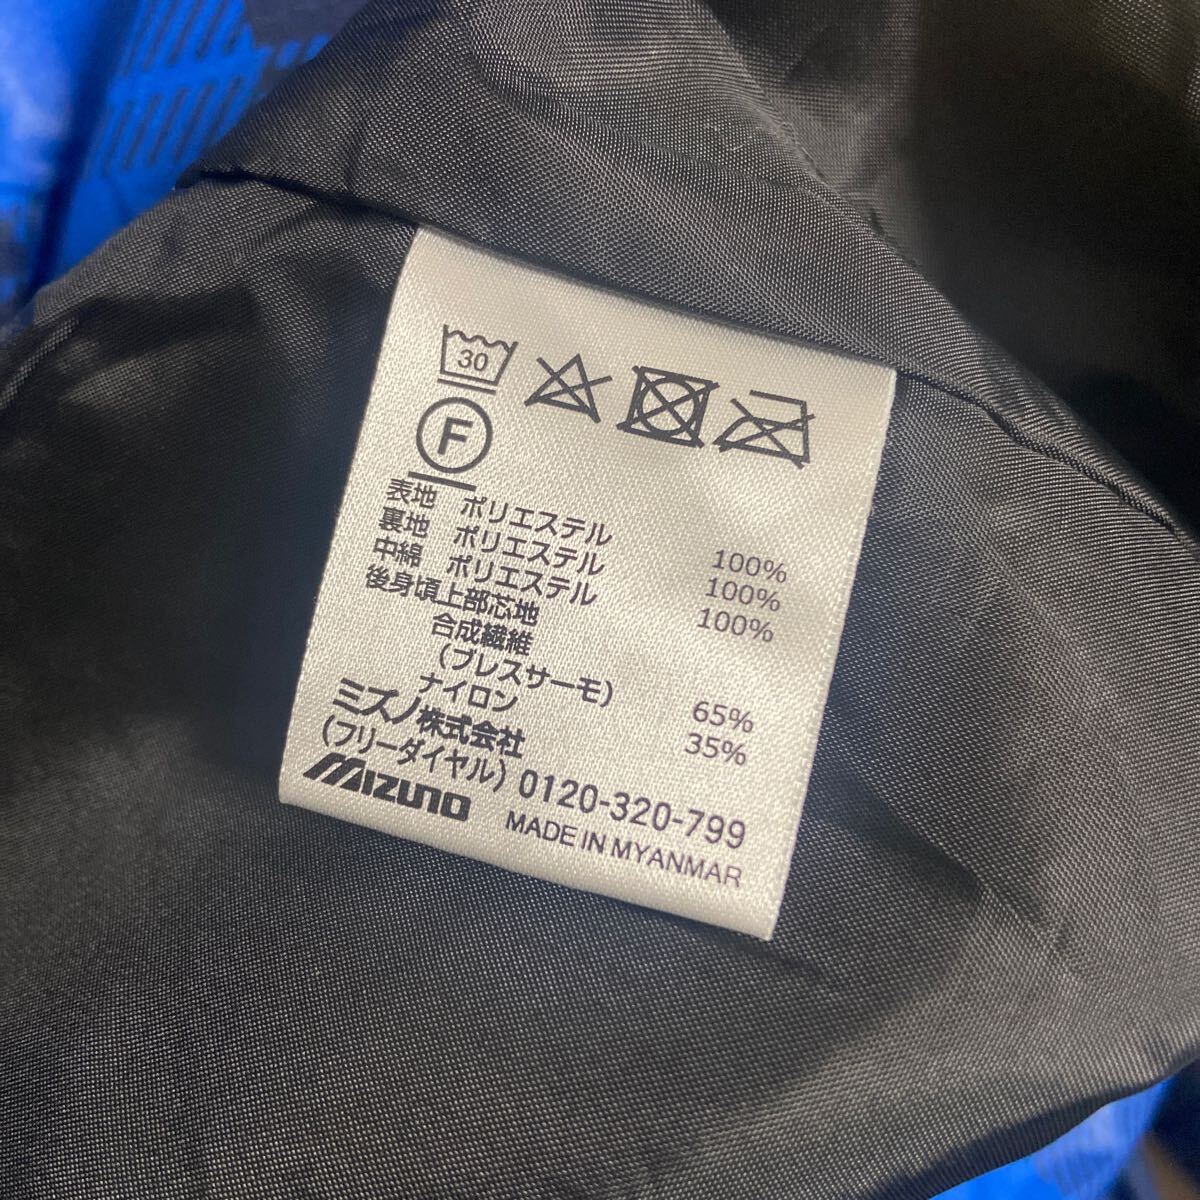 30
F
表地 ポリエステル 100%
裏地 ポリエステル 100%
中綿 ポリエステル 100%
後身頃上部芯地
合成繊維
(ブレスサーモ) 65%
ナイロン 35%
ミズノ株式会社
(フリーダイヤル) 0120-320-799
MIZUNO MADE IN MYANMAR